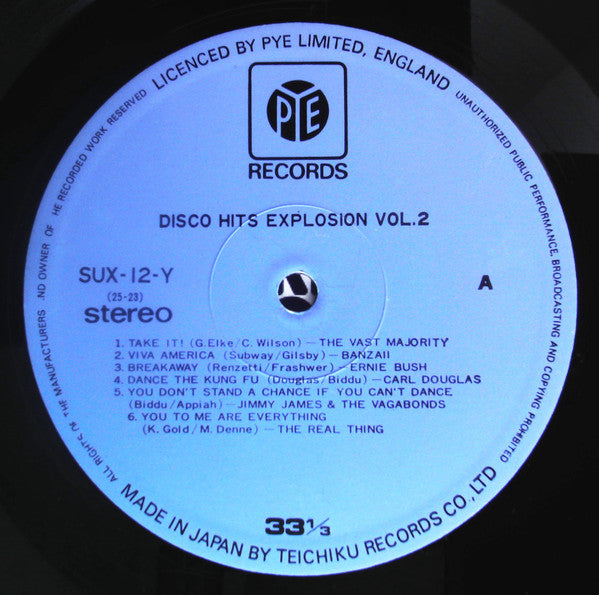 LICENCED BY PYE LIMITED, ENGLAND
UNAUTHORIZED PUBLIC PERFORMANCE, BROADCASTING AND COPING PROHIBITED
ALL RIGHTS OF THE MANUFACTURERS .ND OWNER OF HE RECORDED WORK RESERVED
PYE
RECORDS
DISCO HITS EXPLOSION VOL.2
SUX-12-Y
(25-23)
stereo
A
1. TAKE IT! (G.Elke/C. Wilson) — THE VAST MAJORITY
2. VIVA AMERICA (Subway/Gilsby) — BANZAII
3. BREAKAWAY (Renzetti/Frashwer) — ERNIE BUSH
4. DANCE THE KUNG FU (Douglas/Biddu) — CARL DOUGLAS
5. YOU DON'T STAND A CHANCE IF YOU CAN'T DANCE
(Biddu/Appiah) — JIMMY JAMES & THE VAGABONDS
6. YOU TO ME ARE EVERYTHING
(K. Gold/M. Denne) — THE REAL THING
33⅓
MADE IN JAPAN BY TEICHIKU RECORDS CO., LTD